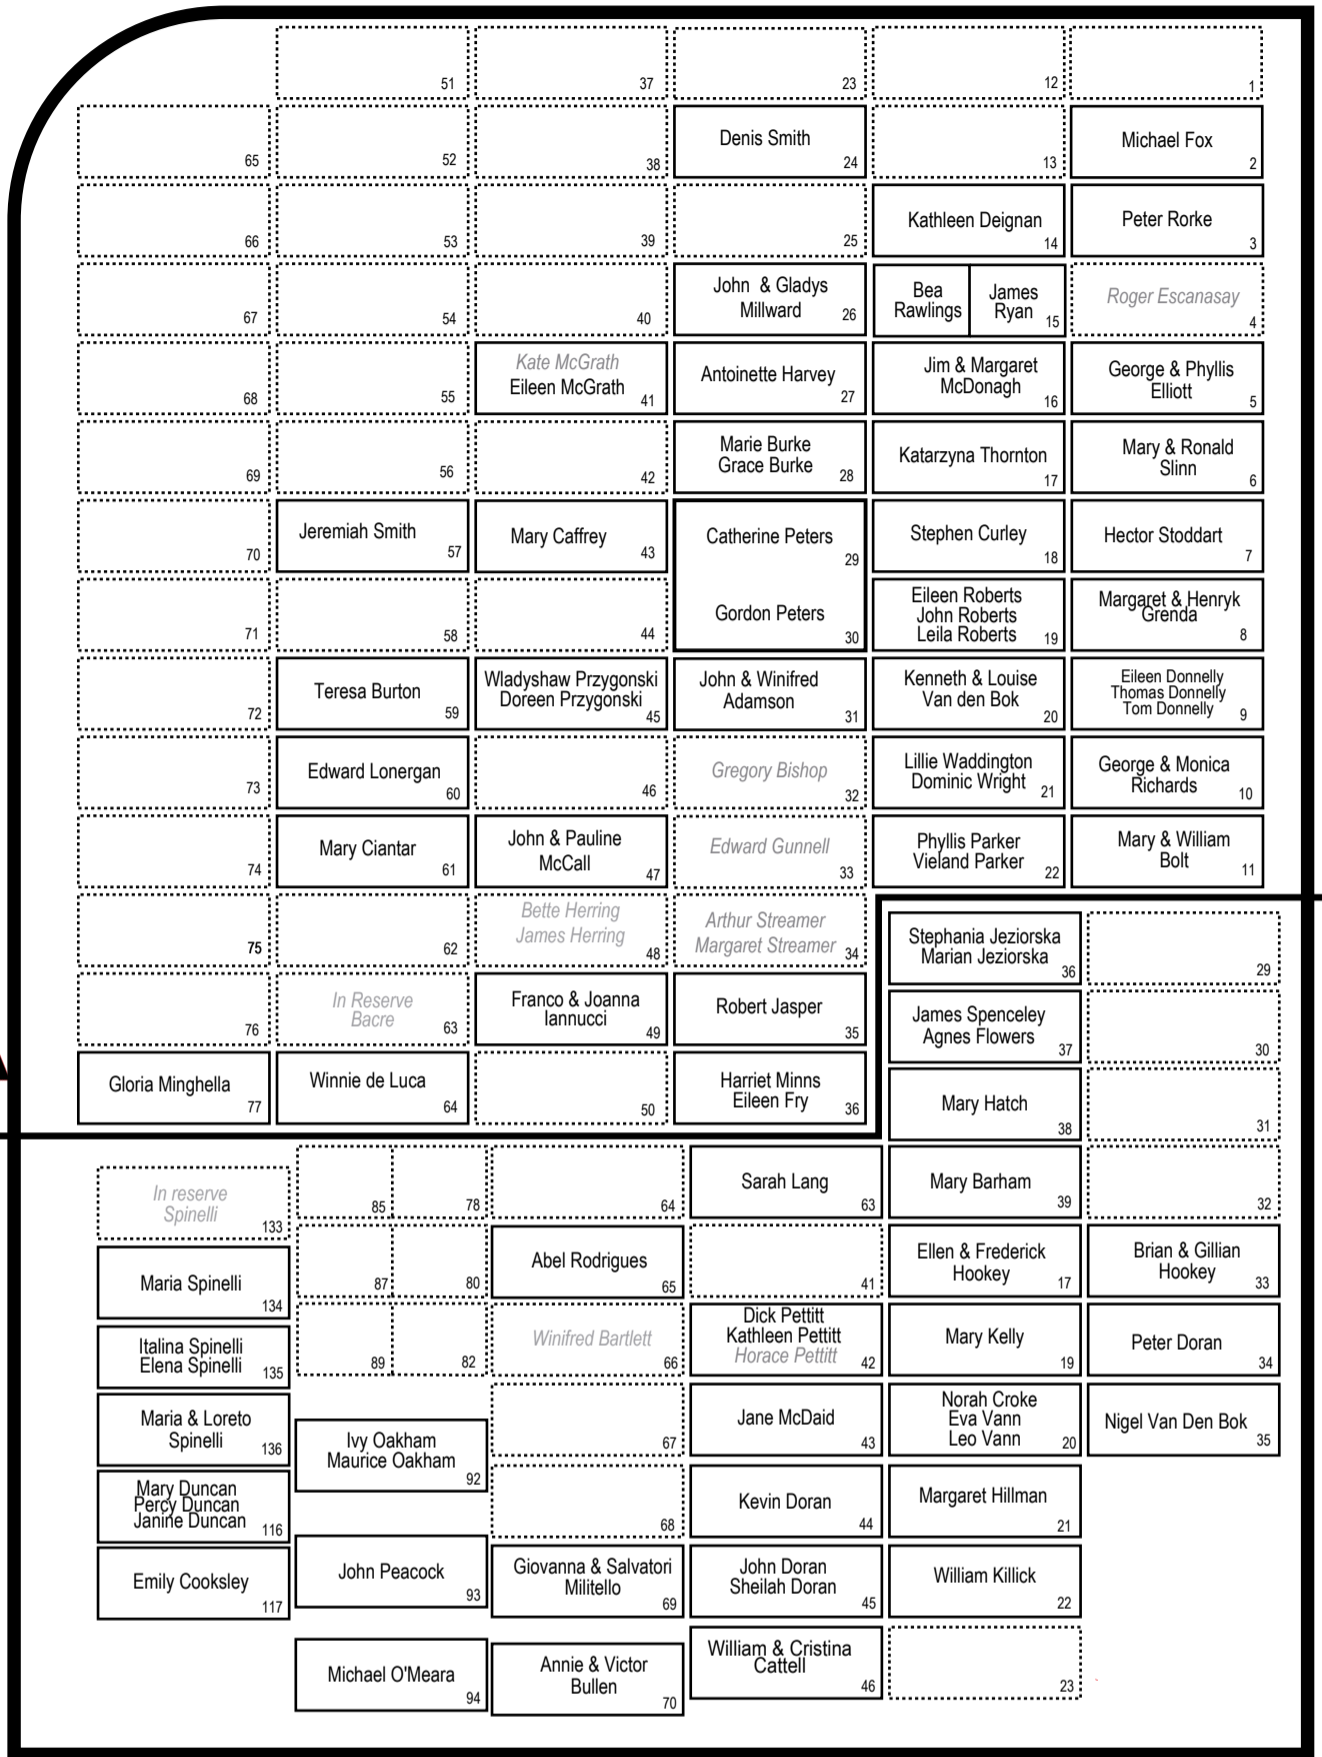 51
37
23
12
1
65
52
38
Denis Smith
24
13
Michael Fox
2
66
53
39
25
Kathleen Deignan
14
Peter Rorke
3
67
54
40
John & Gladys
Millward
26
Bea
Rawlings
James
Ryan
15
Roger Escanasay
4
68
55
Kate McGrath
Eileen McGrath
41
Antoinette Harvey
27
Jim & Margaret
McDonagh
16
George & Phyllis
Elliott
5
69
56
42
Marie Burke
Grace Burke
28
Katarzyna Thornton
17
Mary & Ronald
Slinn
6
70
Jeremiah Smith
57
Mary Caffrey
43
Catherine Peters
29
Stephen Curley
18
Hector Stoddart
7
71
58
44
Gordon Peters
30
Eileen Roberts
John Roberts
Leila Roberts
19
Margaret & Henryk
Grenda
8
72
Teresa Burton
59
Wladyshaw Przygonski
Doreen Przygonski
45
John & Winifred
Adamson
31
Kenneth & Louise
Van den Bok
20
Eileen Donnelly
Thomas Donnelly
Tom Donnelly
9
73
Edward Lonergan
60
46
Gregory Bishop
32
Lillie Waddington
Dominic Wright
21
George & Monica
Richards
10
74
Mary Ciantar
61
John & Pauline
McCall
47
Edward Gunnell
33
Phyllis Parker
Vieland Parker
22
Mary & William
Bolt
11
75
62
Bette Herring
James Herring
48
Arthur Streamer
Margaret Streamer
34
Stephania Jeziorska
Marian Jeziorska
36
29
76
In Reserve
Bacre
63
Franco & Joanna
Iannucci
49
Robert Jasper
35
James Spenceley
Agnes Flowers
37
30
Gloria Minghella
77
Winnie de Luca
64
50
Harriet Minns
Eileen Fry
36
Mary Hatch
38
31
In reserve
Spinelli
133
85
78
64
Sarah Lang
63
Mary Barham
39
32
Maria Spinelli
134
87
80
Abel Rodrigues
65
41
Ellen & Frederick
Hookey
17
Brian & Gillian
Hookey
33
Italina Spinelli
Elena Spinelli
135
89
82
Winifred Bartlett
66
Dick Pettitt
Kathleen Pettitt
Horace Pettitt
42
Mary Kelly
19
Peter Doran
34
Maria & Loreto
Spinelli
136
Ivy Oakham
Maurice Oakham
92
67
Jane McDaid
43
Norah Croke
Eva Vann
Leo Vann
20
Nigel Van Den Bok
35
Mary Duncan
Percy Duncan
Janine Duncan
116
68
Kevin Doran
44
Margaret Hillman
21
Emily Cooksley
117
John Peacock
93
Giovanna & Salvatori
Militello
69
John Doran
Sheilah Doran
45
William Killick
22
Michael O'Meara
94
Annie & Victor
Bullen
70
William & Cristina
Cattell
46
23